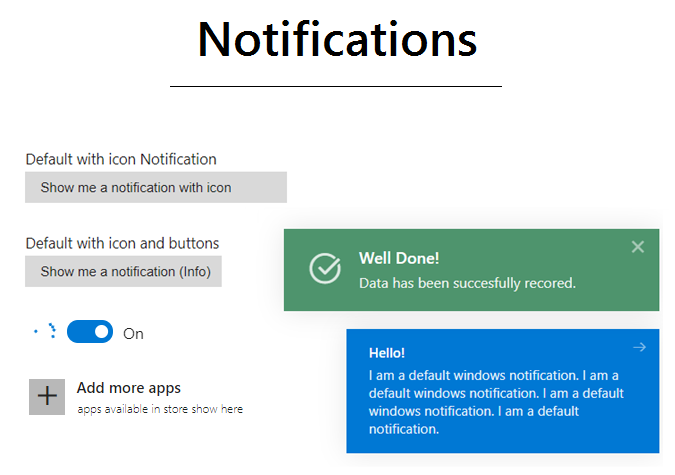 Notifications
Default with icon Notification
Show me a notification with icon
Default with icon and buttons
Show me a notification (Info)
On
Add more apps
apps available in store show here
Well Done!
Data has been succesfully recored.
Hello!
I am a default windows notification. I am a
default windows notification. I am a default
windows notification. I am a default
notification.